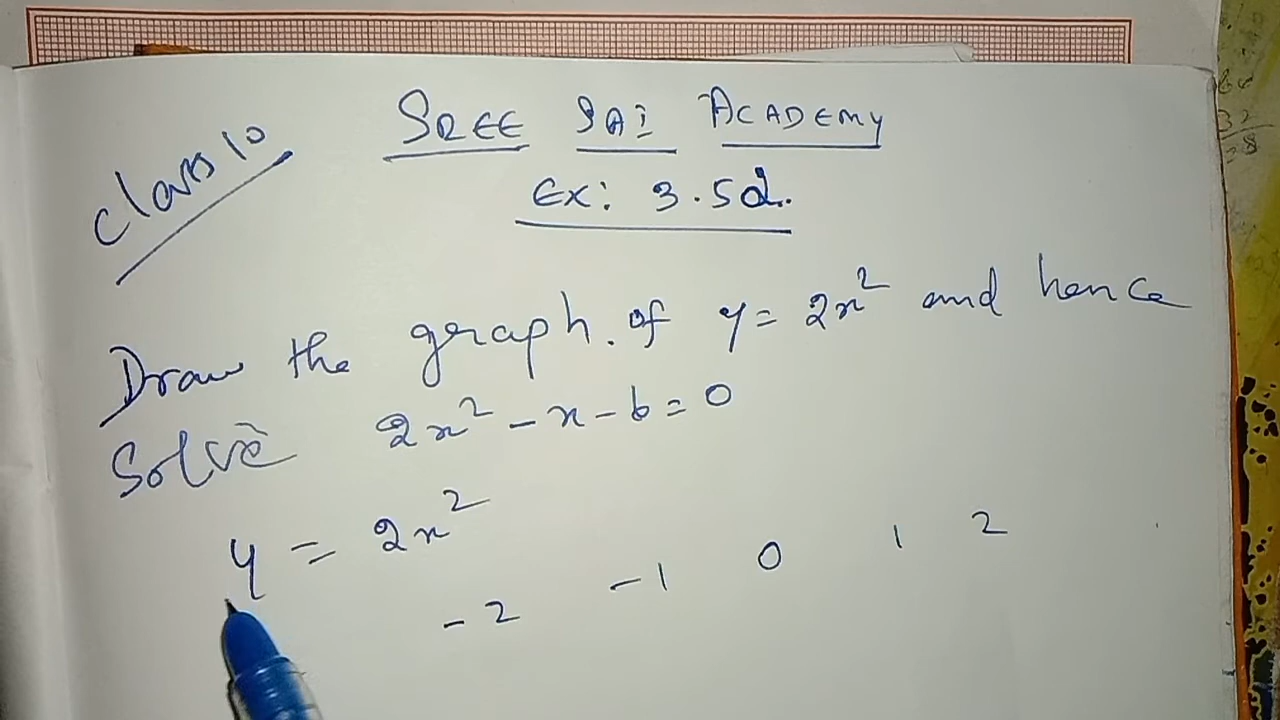 SREE SAI ACADEMY
Class 10
Ex: 3.52.
Draw the graph. of y = 2x² and hence
Solve 2x² - x - 6 = 0
y = 2x²
-2 -1 0 1 2